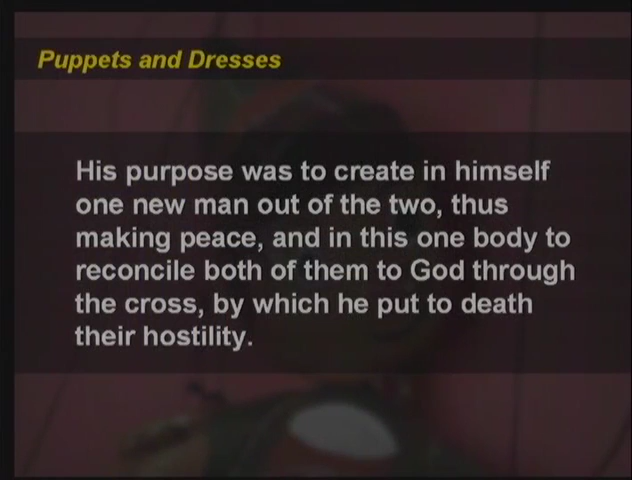 Puppets and Dresses
His purpose was to create in himself
one new man out of the two, thus
making peace, and in this one body to
reconcile both of them to God through
the cross, by which he put to death
their hostility.